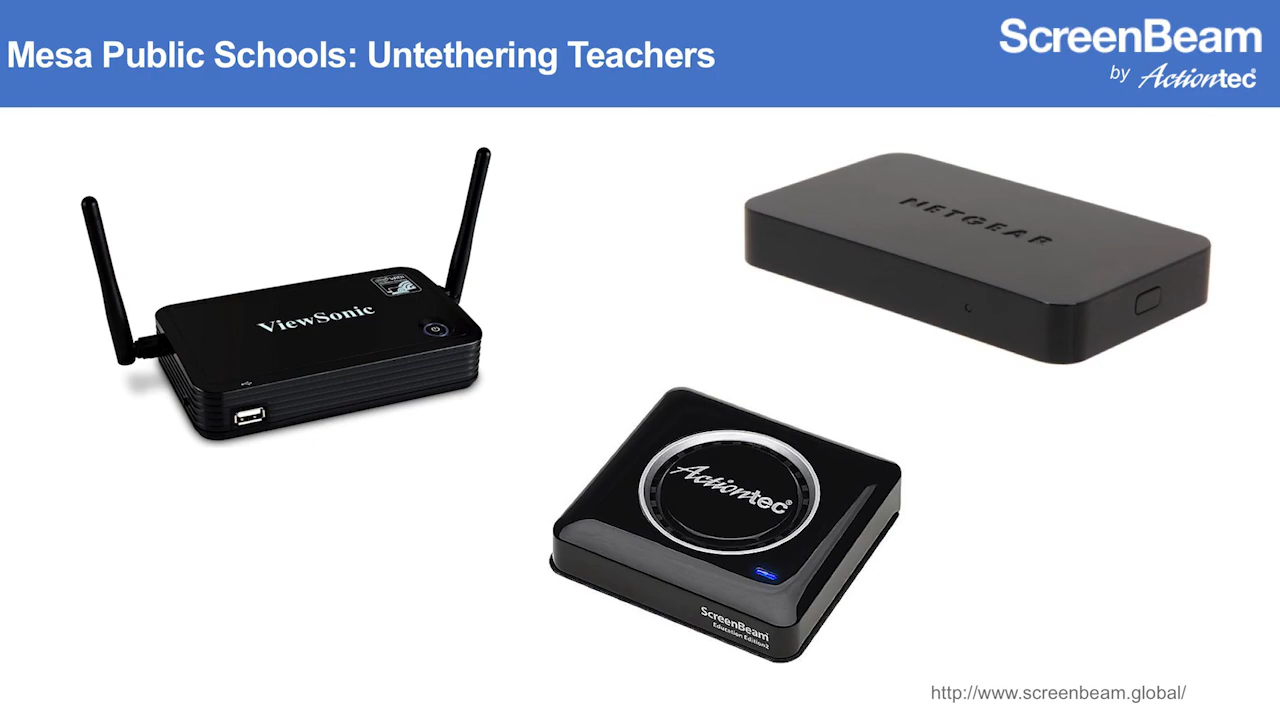 Mesa Public Schools: Untethering Teachers
ScreenBeam
by Actiontec®
ViewSonic
NETGEAR
Actiontec®
ScreenBeam
Education Edition2
http://www.screenbeam.global/